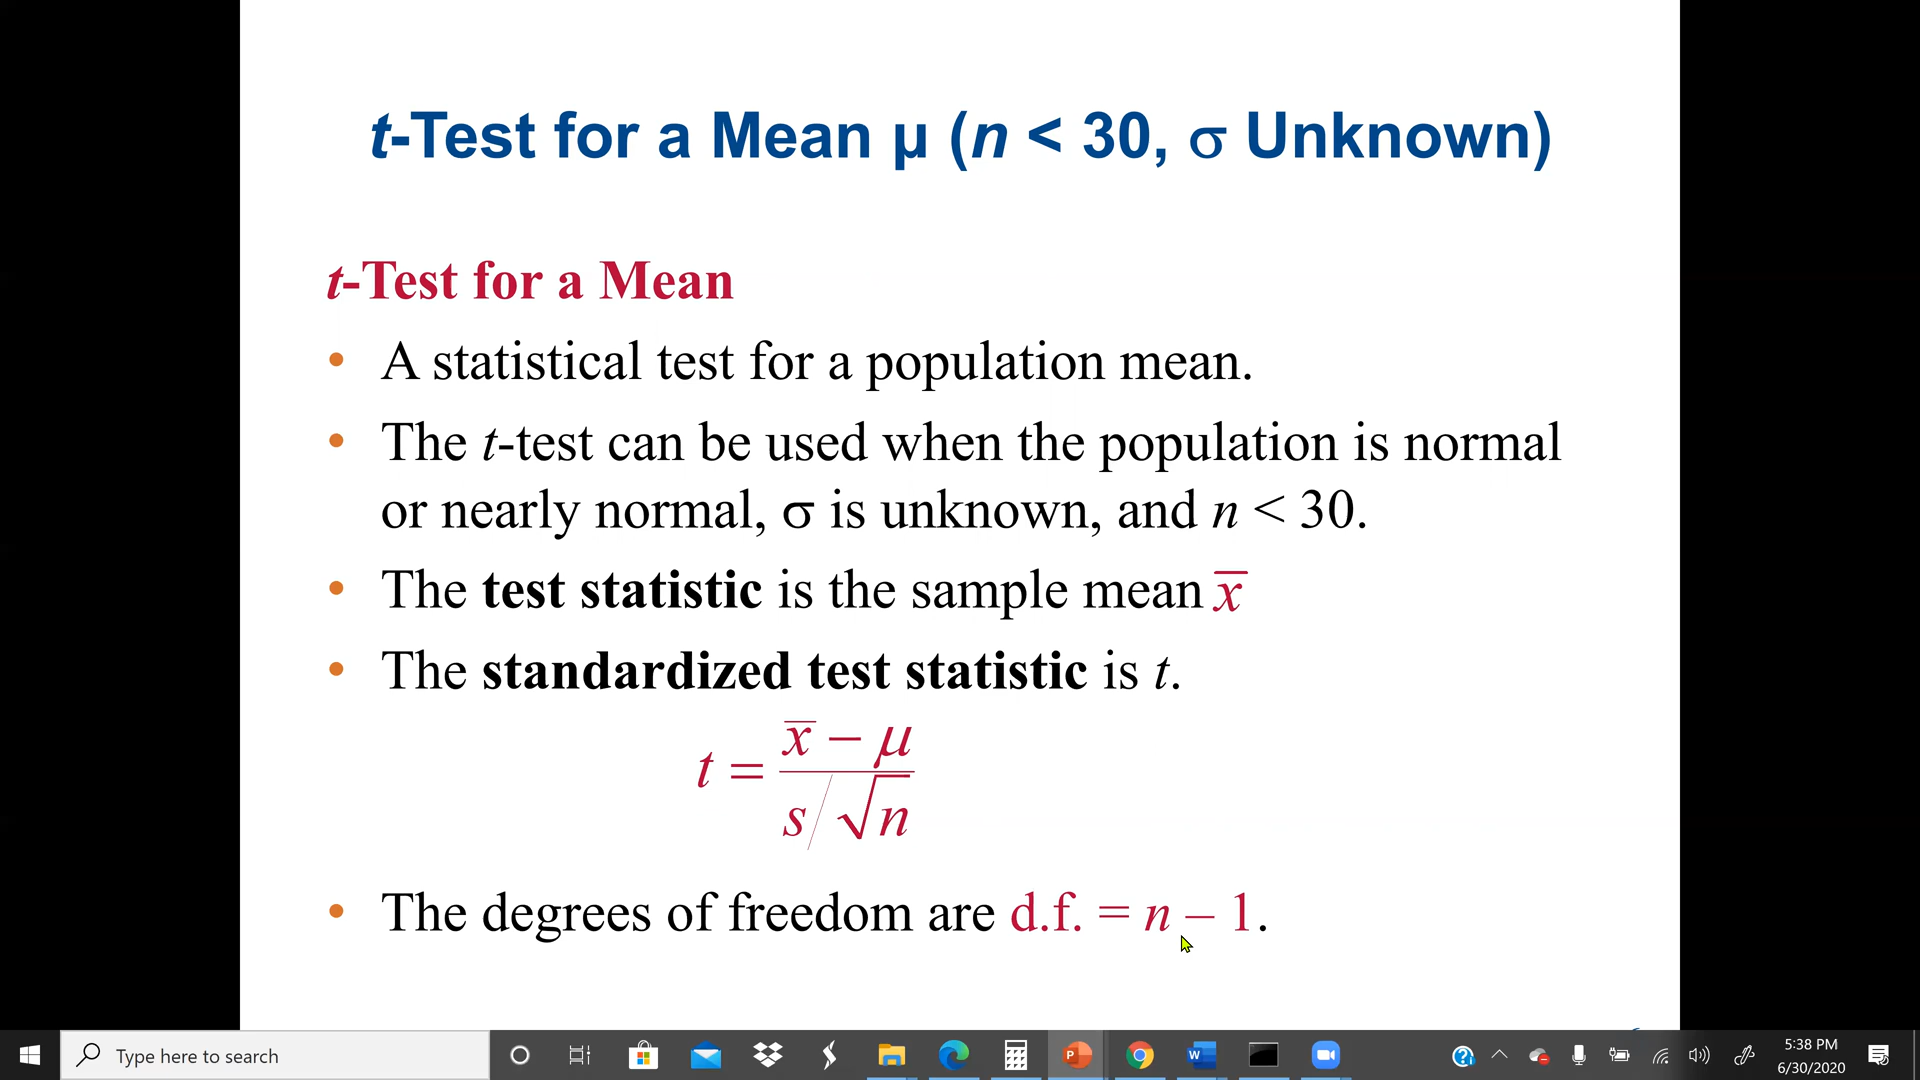 t-Test for a Mean μ (n < 30, σ Unknown)
t-Test for a Mean
• A statistical test for a population mean.
• The t-test can be used when the population is normal
or nearly normal, σ is unknown, and n < 30.
• The test statistic is the sample mean x̅
• The standardized test statistic is t.
t = (x̅ − μ) / (s/√n)
• The degrees of freedom are d.f. = n – 1.
Type here to search
5:38 PM
6/30/2020